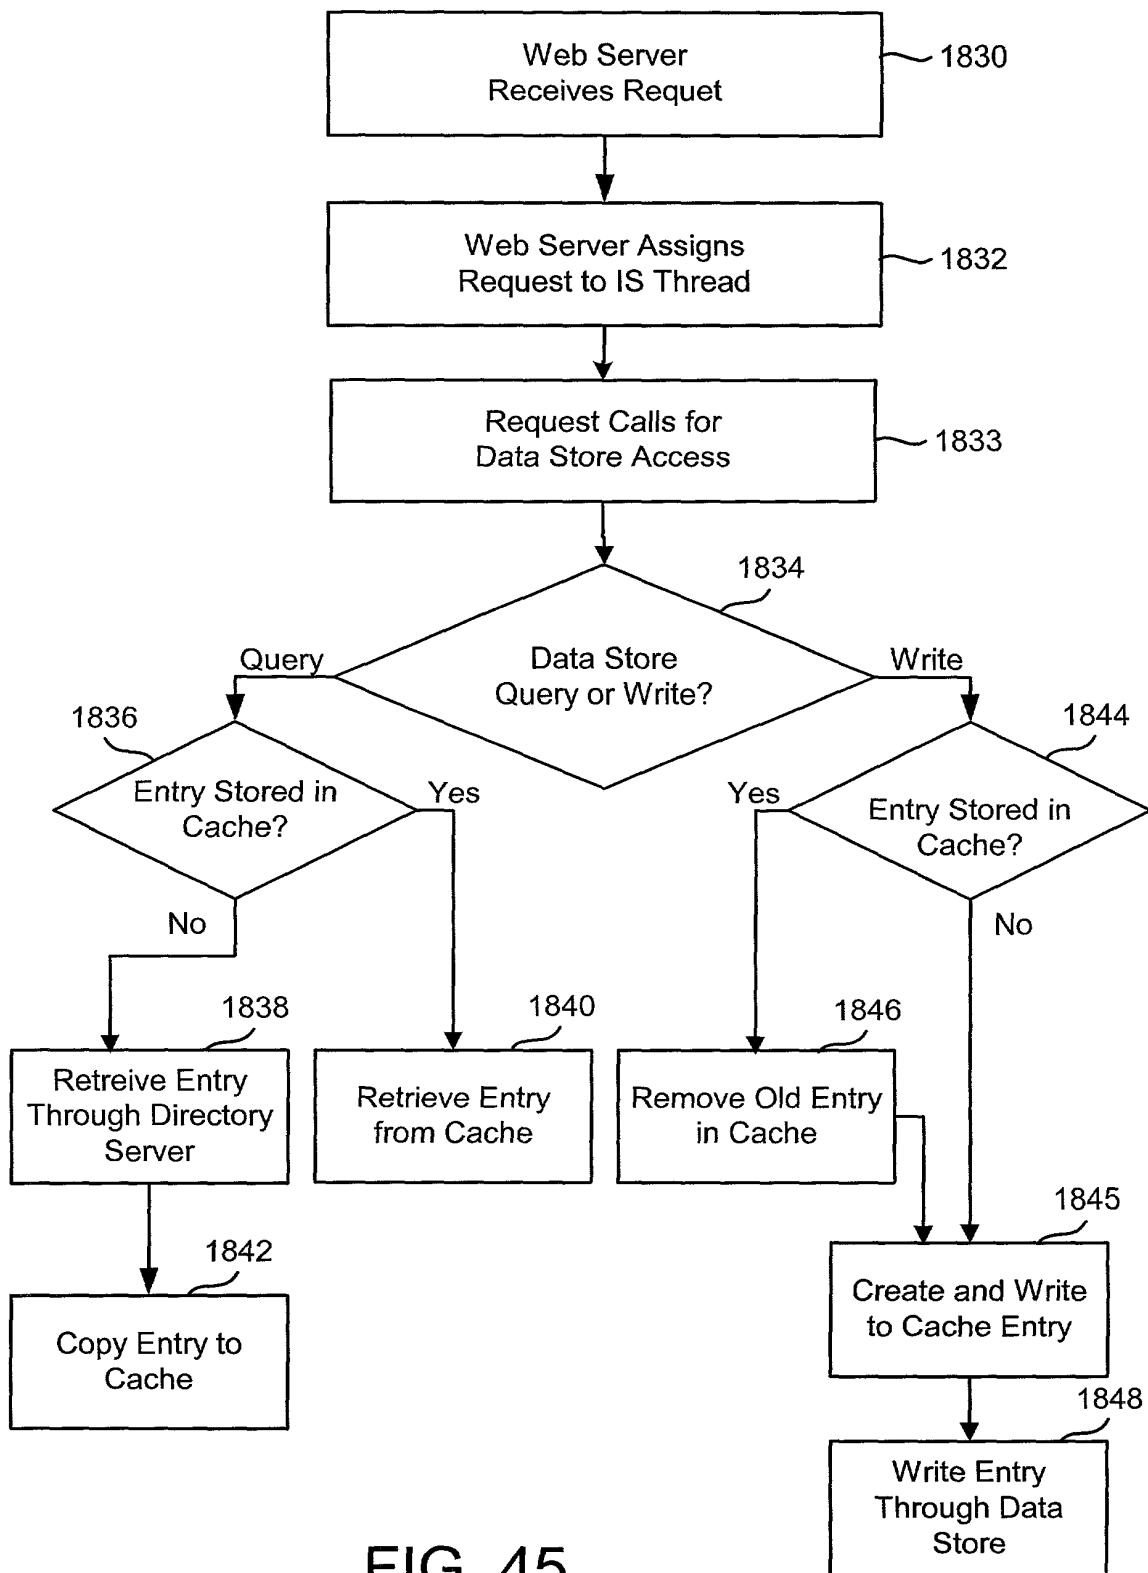 Web Server
Receives Requet
1830
Web Server Assigns
Request to IS Thread
1832
Request Calls for
Data Store Access
1833
1834
Data Store
Query or Write?
Query
Write
1836
Entry Stored in
Cache?
Yes
No
1844
Entry Stored in
Cache?
Yes
No
1838
Retreive Entry
Through Directory
Server
1840
Retrieve Entry
from Cache
1846
Remove Old Entry
in Cache
1842
Copy Entry to
Cache
1845
Create and Write
to Cache Entry
1848
Write Entry
Through Data
Store
FIG. 45